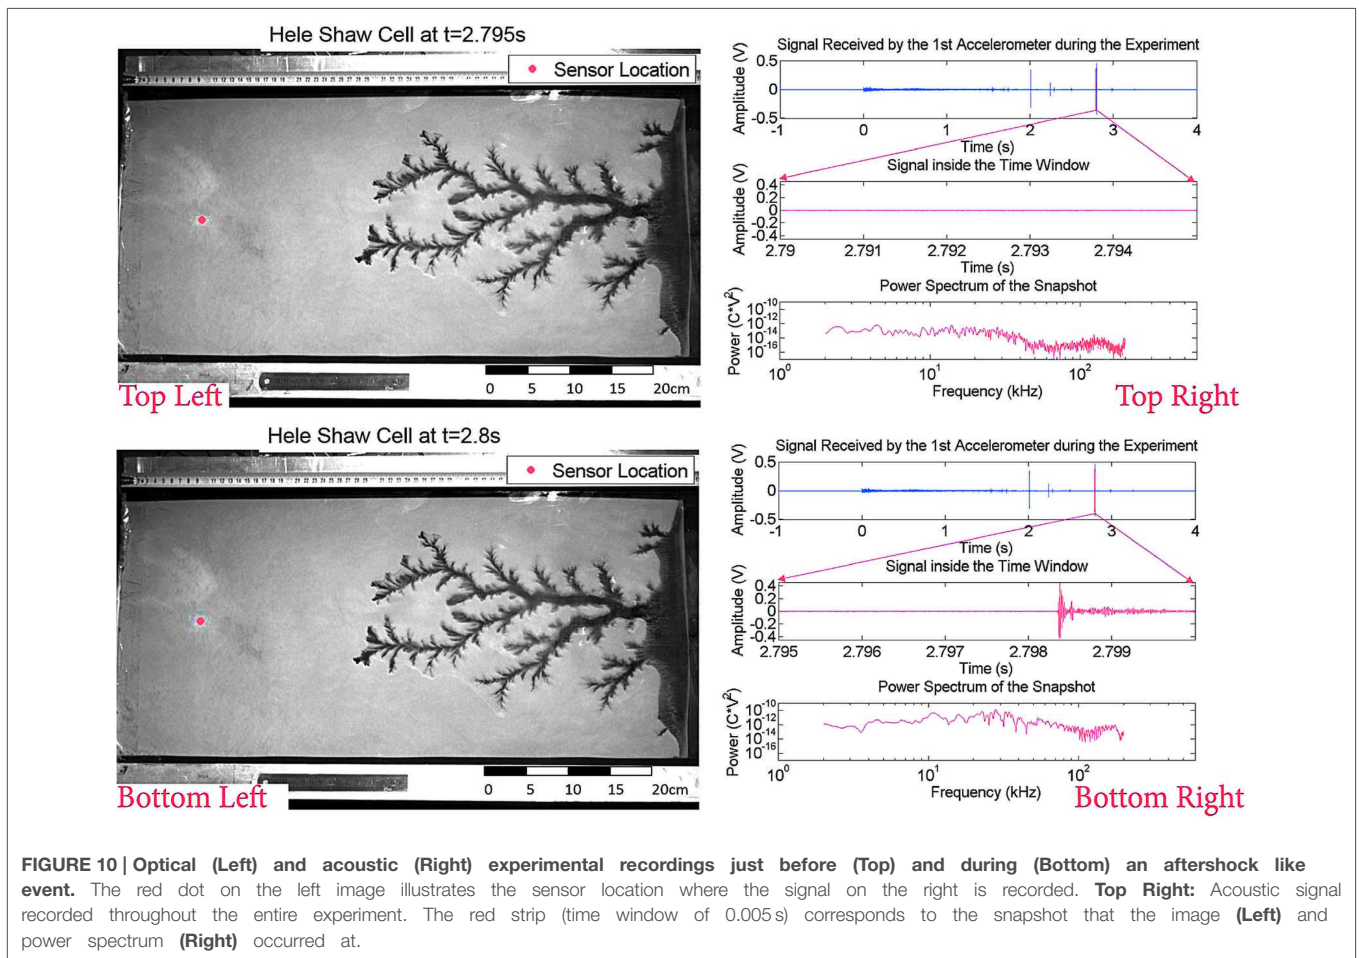 Hele Shaw Cell at t=2.795s
Sensor Location
0 5 10 15 20cm
Top Left
Signal Received by the 1st Accelerometer during the Experiment
Amplitude (V)
0.5
0
-0.5
-1 0 1 2 3 4
Time (s)
Signal inside the Time Window
Amplitude (V)
0.4
0.2
0
-0.2
-0.4
2.79 2.791 2.792 2.793 2.794
Time (s)
Power Spectrum of the Snapshot
Power (C*V²)
10⁻¹⁰
10⁻¹²
10⁻¹⁴
10⁻¹⁶
10⁰ 10¹ 10²
Frequency (kHz)
Top Right
Hele Shaw Cell at t=2.8s
Sensor Location
0 5 10 15 20cm
Bottom Left
Signal Received by the 1st Accelerometer during the Experiment
Amplitude (V)
0.5
0
-0.5
-1 0 1 2 3 4
Time (s)
Signal inside the Time Window
Amplitude (V)
0.4
0.2
0
-0.2
-0.4
2.795 2.796 2.797 2.798 2.799
Time (s)
Power Spectrum of the Snapshot
Power (C*V²)
10⁻¹⁰
10⁻¹²
10⁻¹⁴
10⁻¹⁶
10⁰ 10¹ 10²
Frequency (kHz)
Bottom Right
FIGURE 10 | Optical (Left) and acoustic (Right) experimental recordings just before (Top) and during (Bottom) an aftershock like
event. The red dot on the left image illustrates the sensor location where the signal on the right is recorded. Top Right: Acoustic signal
recorded throughout the entire experiment. The red strip (time window of 0.005 s) corresponds to the snapshot that the image (Left) and
power spectrum (Right) occurred at.